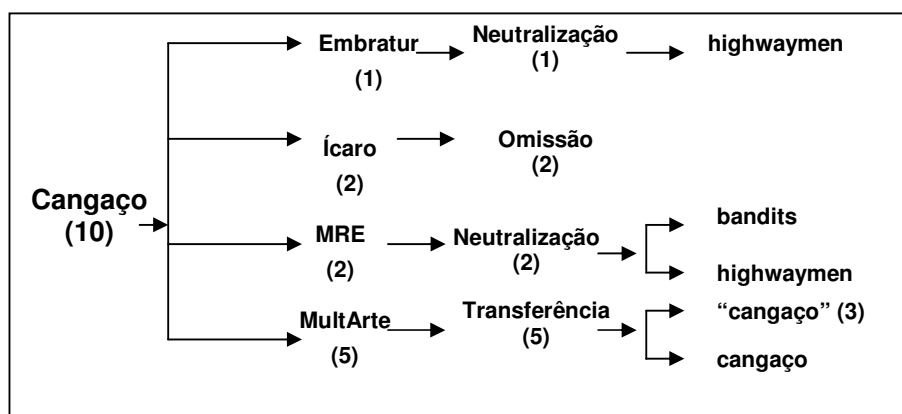 Embratur
(1)
Neutralização
(1)
highwaymen
Ícaro
(2)
Omissão
(2)
Cangaço
(10)
MRE
(2)
Neutralização
(2)
bandits
highwaymen
MultArte
(5)
Transferência
(5)
“cangaço” (3)
cangaço